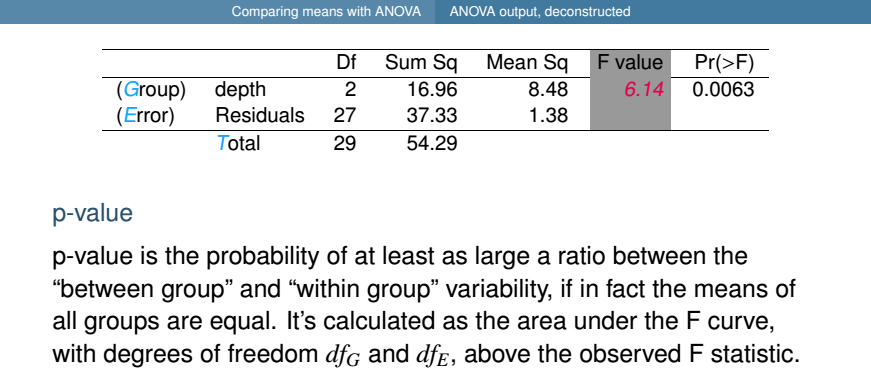 Comparing means with ANOVA ANOVA output, deconstructed
Df Sum Sq Mean Sq F value Pr(>F)
(Group) depth 2 16.96 8.48 6.14 0.0063
(Error) Residuals 27 37.33 1.38
Total 29 54.29
p-value
p-value is the probability of at least as large a ratio between the
“between group” and “within group” variability, if in fact the means of
all groups are equal. It’s calculated as the area under the F curve,
with degrees of freedom df_G and df_E, above the observed F statistic.